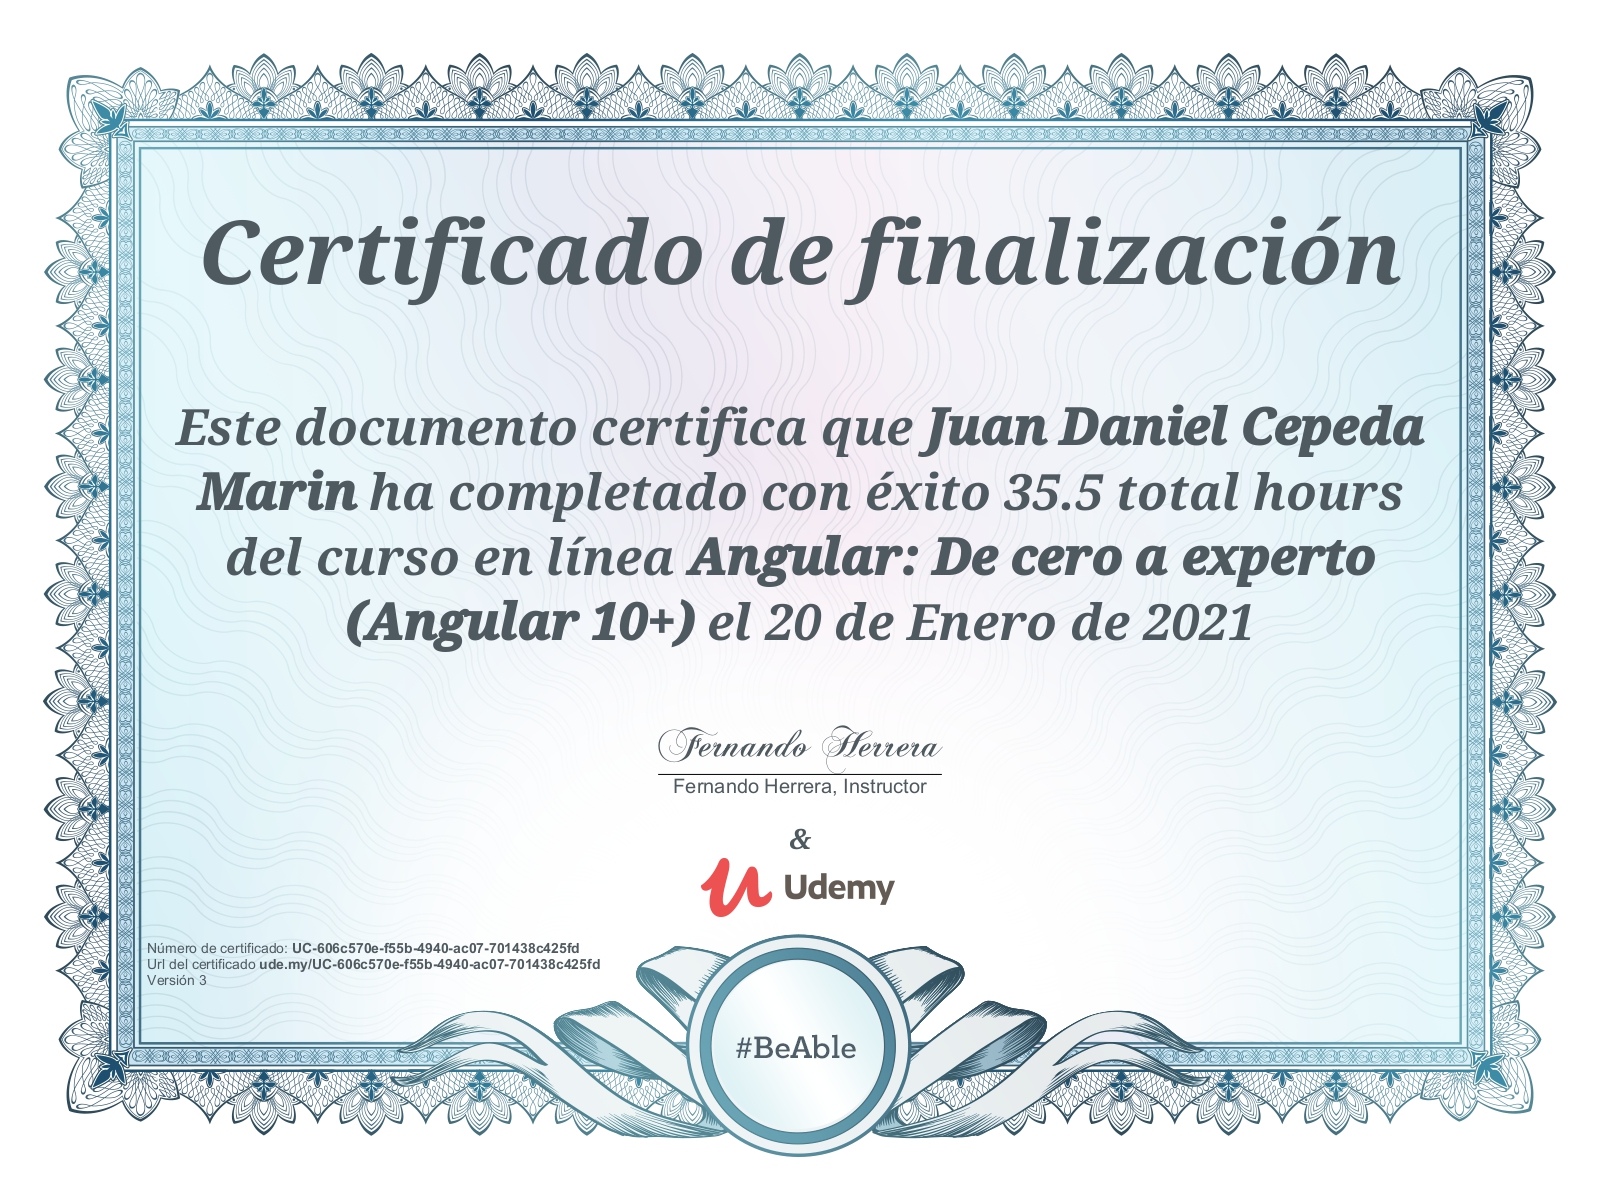 Certificado de finalización
Este documento certifica que Juan Daniel Cepeda
Marin ha completado con éxito 35.5 total hours
del curso en línea Angular: De cero a experto
(Angular 10+) el 20 de Enero de 2021
Fernando Herrera
Fernando Herrera, Instructor
&
Udemy
Número de certificado: UC-606c570e-f55b-4940-ac07-701438c425fd
Url del certificado ude.my/UC-606c570e-f55b-4940-ac07-701438c425fd
Versión 3
#BeAble